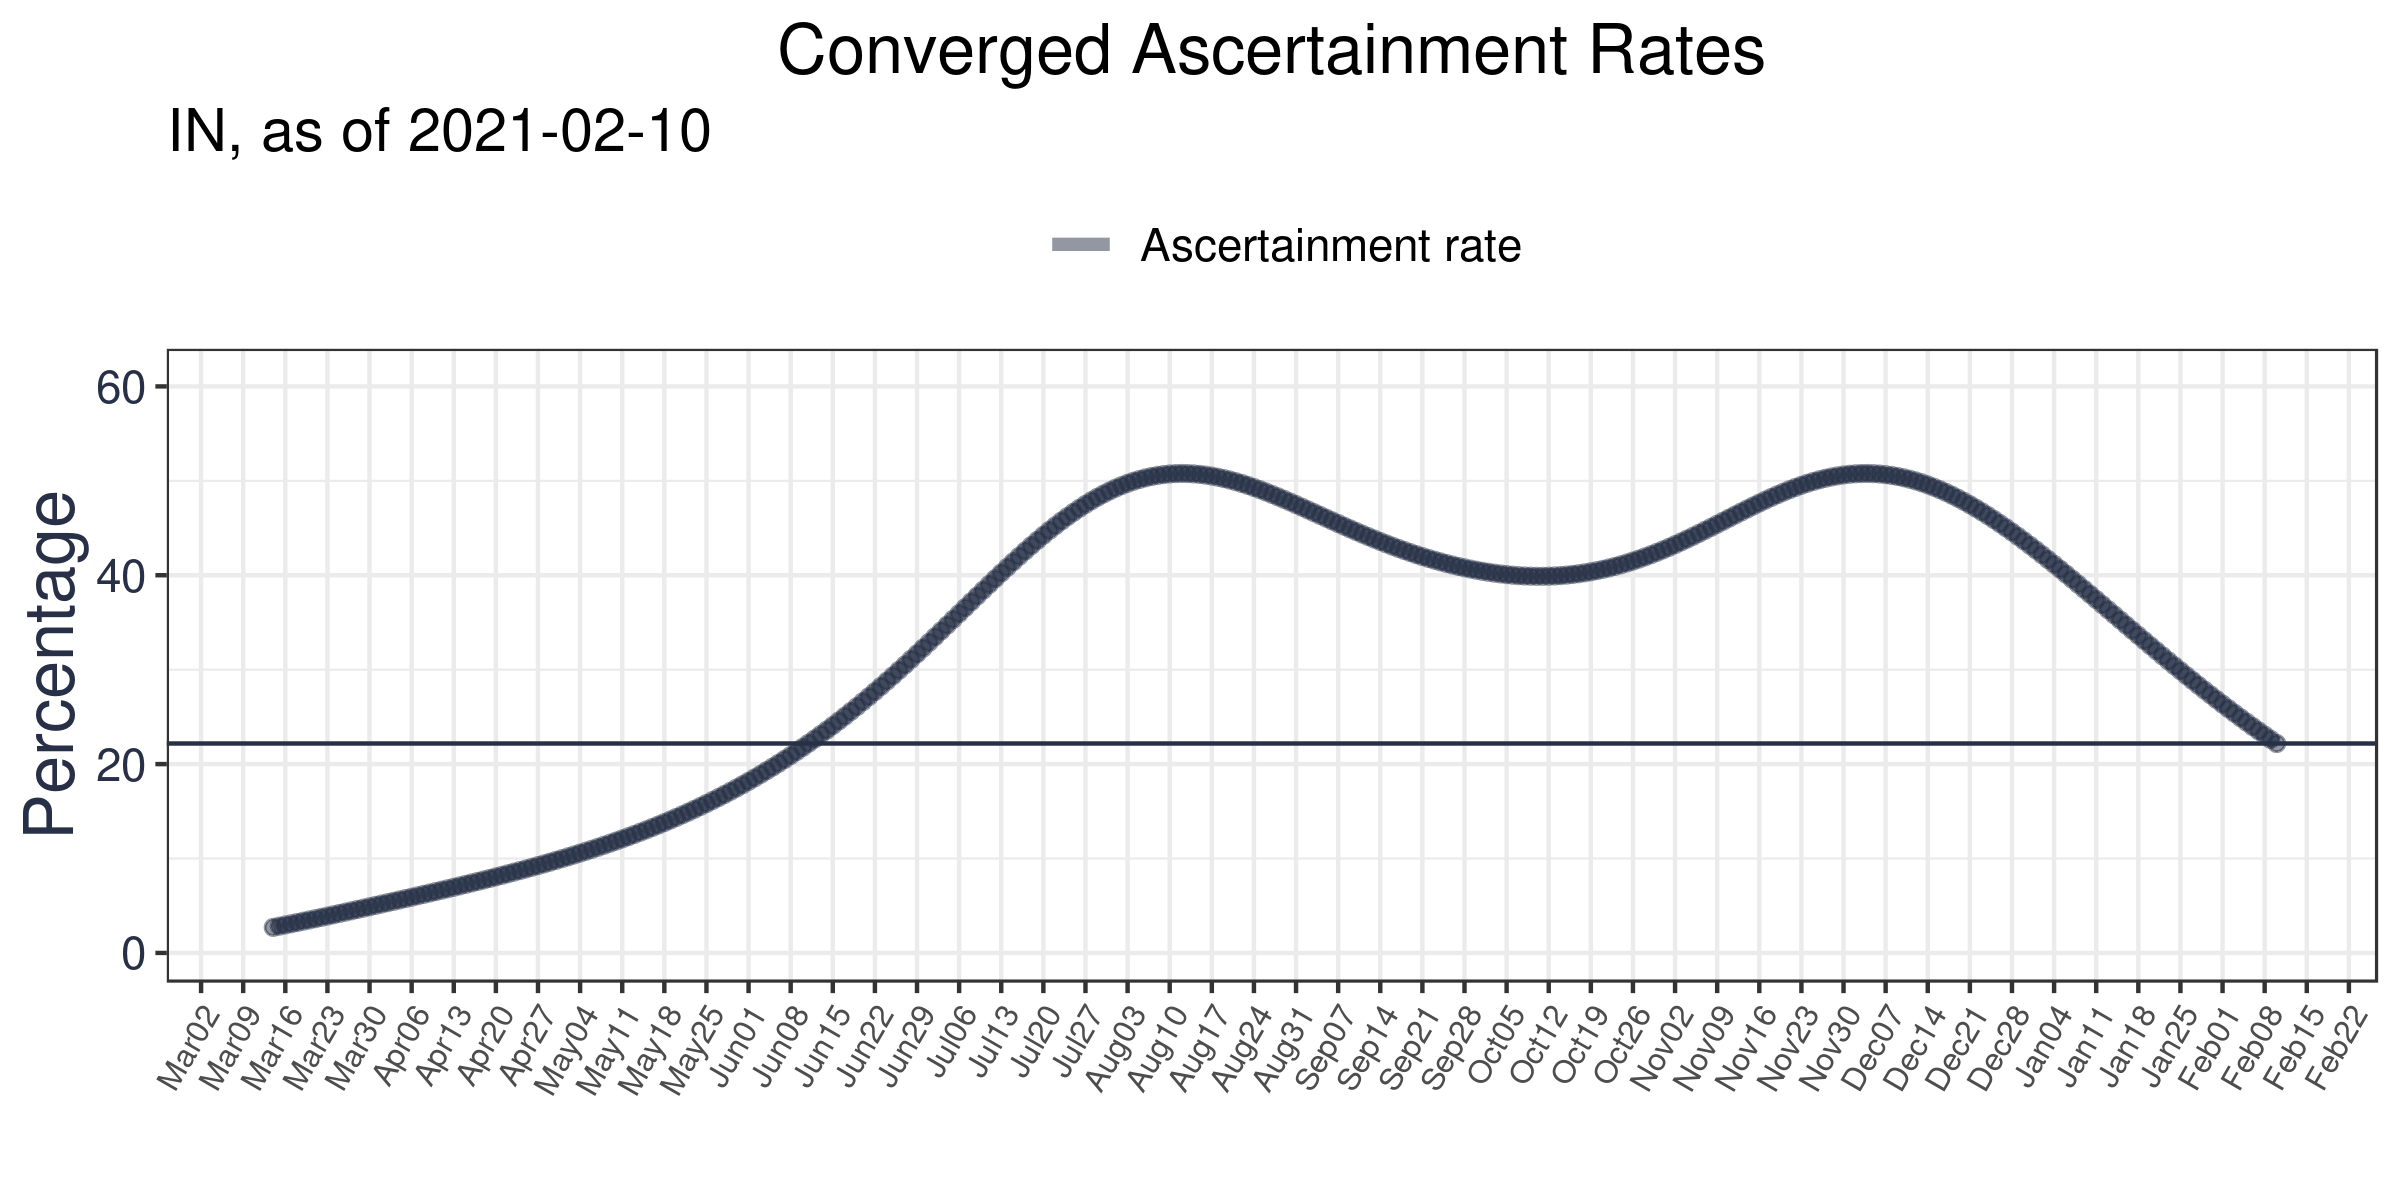 Converged Ascertainment Rates
IN, as of 2021-02-10
Ascertainment rate
Percentage
60
40
20
0
Mar02 Mar09 Mar16 Mar23 Mar30 Apr06 Apr13 Apr20 Apr27 May04 May11 May18 May25 Jun01 Jun08 Jun15 Jun22 Jun29 Jul06 Jul13 Jul20 Jul27 Aug03 Aug10 Aug17 Aug24 Aug31 Sep07 Sep14 Sep21 Sep28 Oct05 Oct12 Oct19 Oct26 Nov02 Nov09 Nov16 Nov23 Nov30 Dec07 Dec14 Dec21 Dec28 Jan04 Jan11 Jan18 Jan25 Feb01 Feb08 Feb15 Feb22